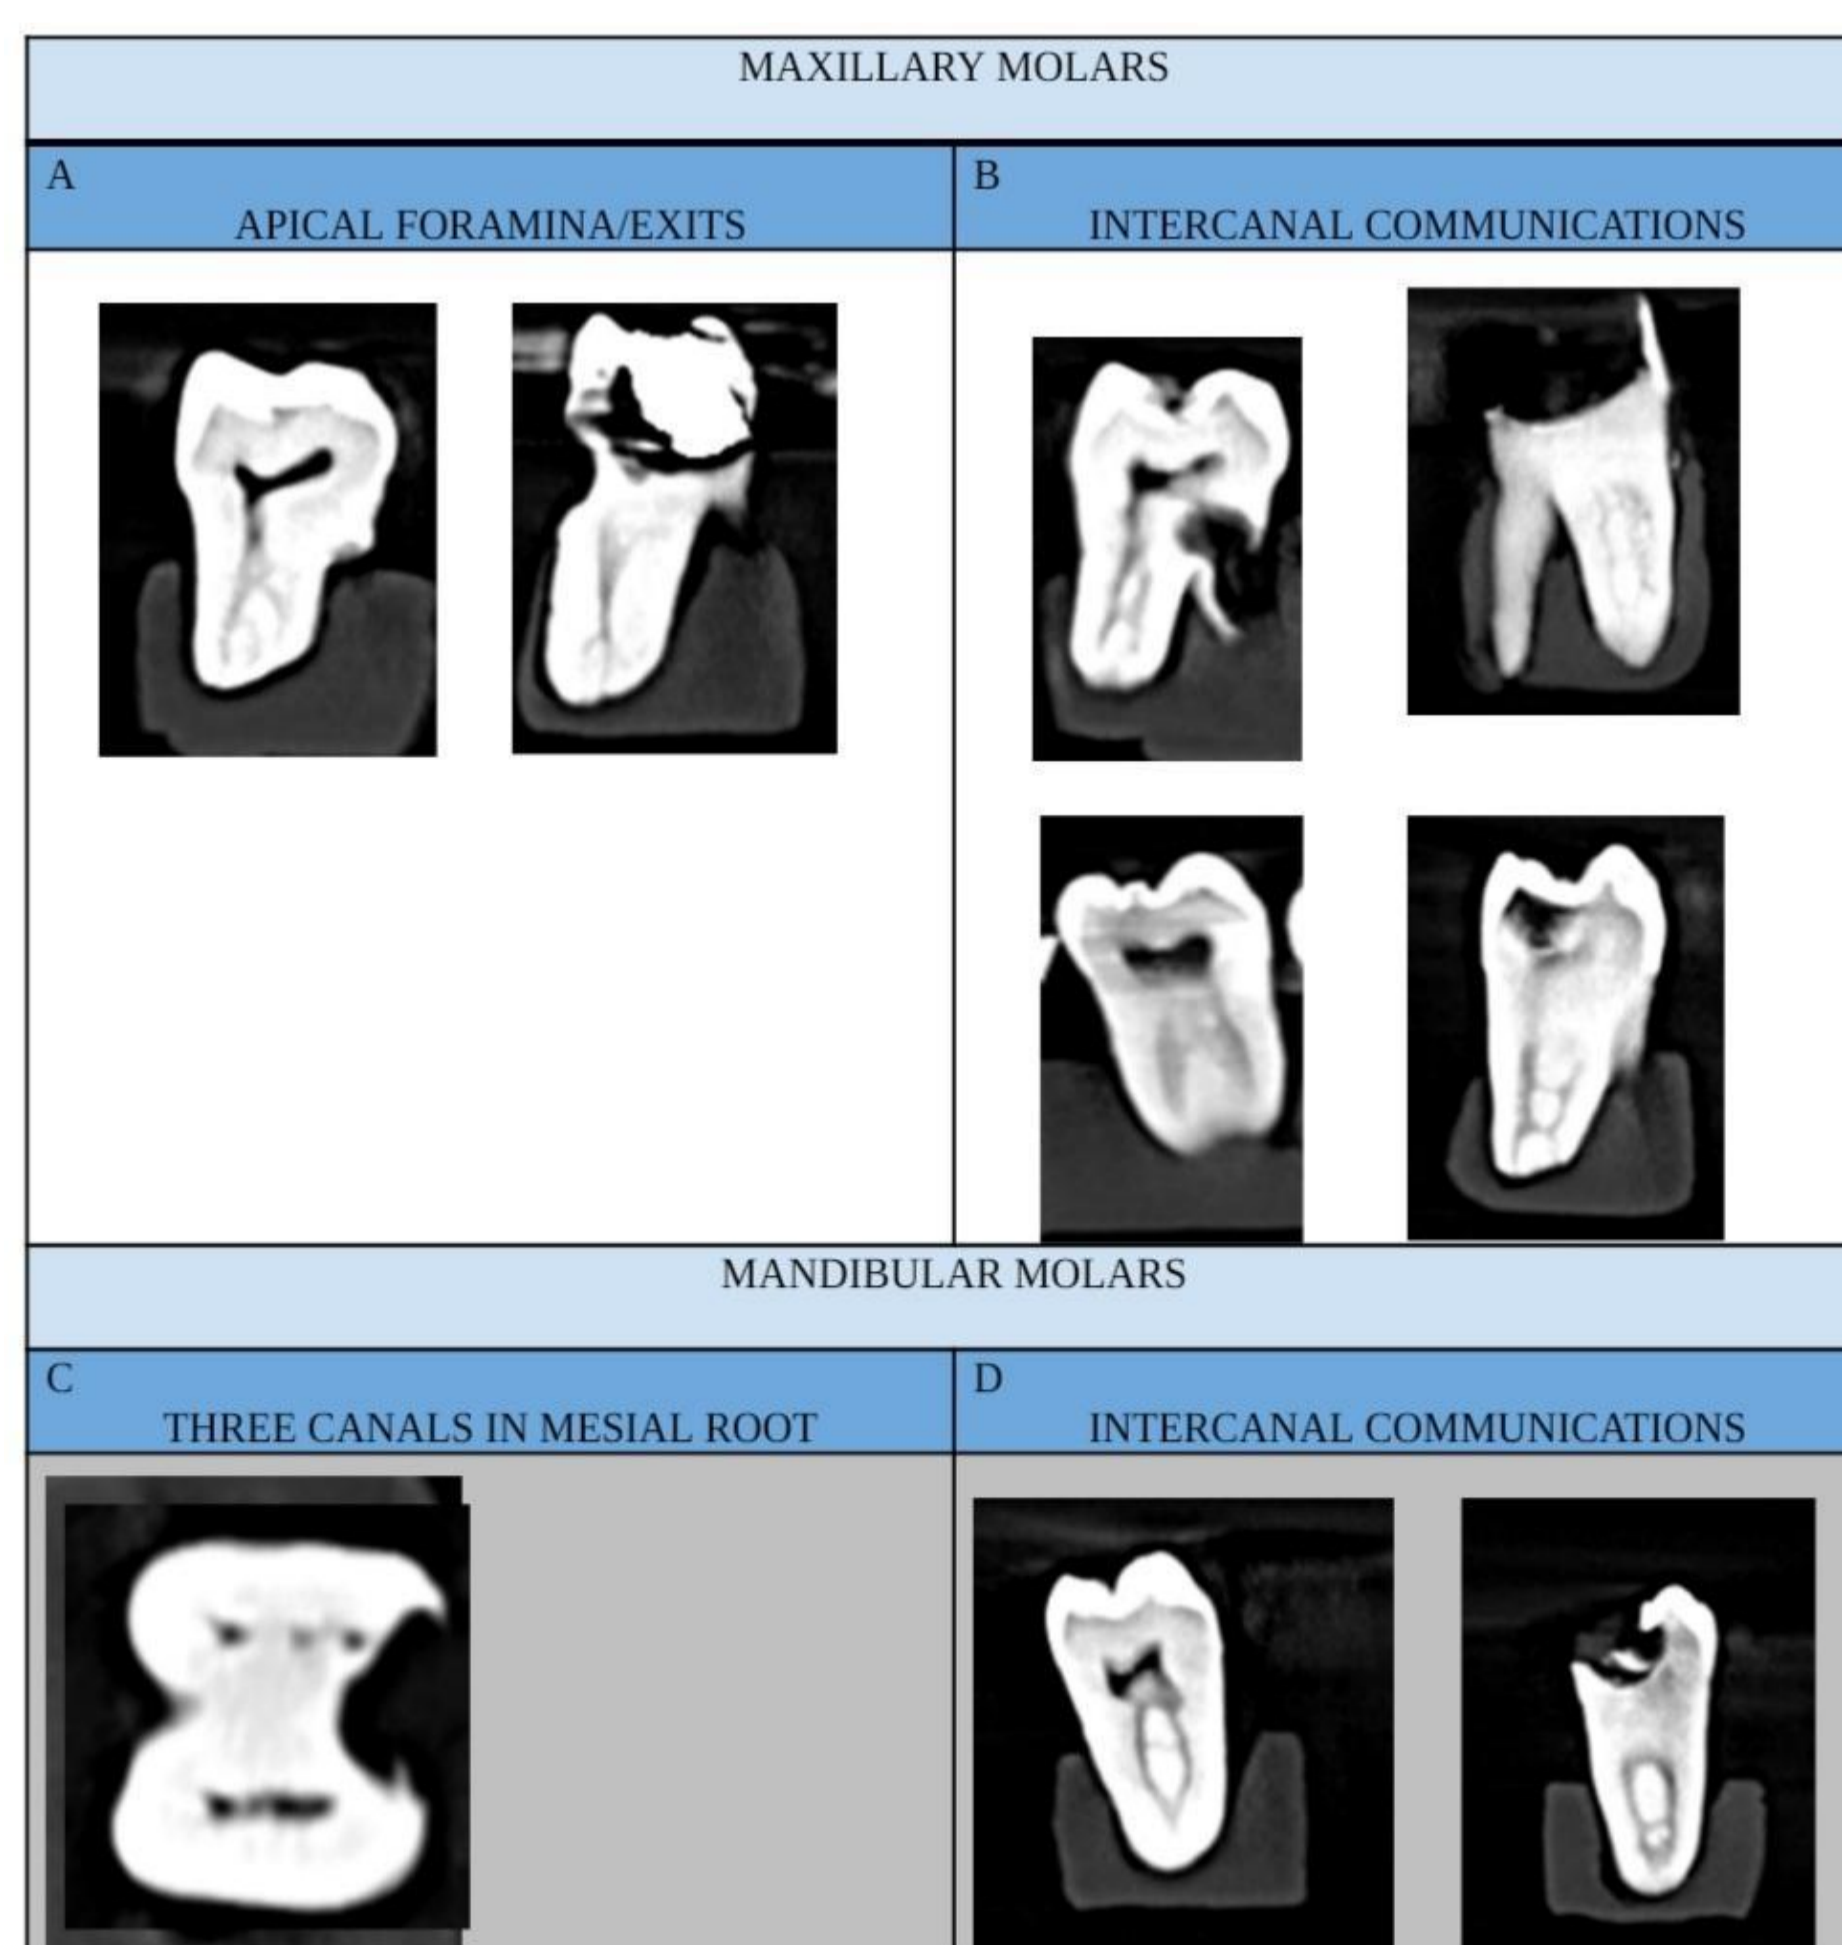 MAXILLARY MOLARS
A
B
APICAL FORAMINA/EXITS
INTERCANAL COMMUNICATIONS
MANDIBULAR MOLARS
C
D
THREE CANALS IN MESIAL ROOT
INTERCANAL COMMUNICATIONS